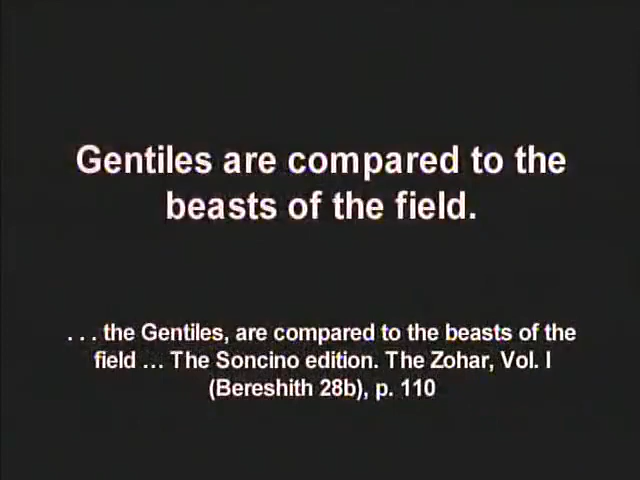 Gentiles are compared to the
beasts of the field.
. . . the Gentiles, are compared to the beasts of the
field … The Soncino edition. The Zohar, Vol. I
(Bereshith 28b), p. 110